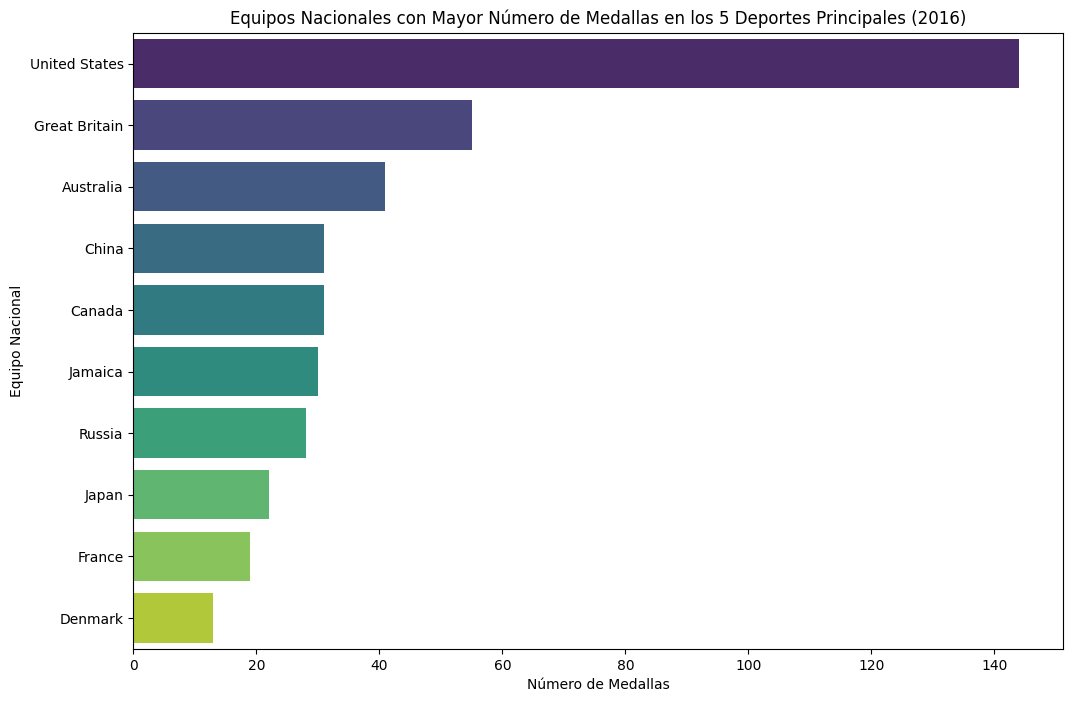 Equipos Nacionales con Mayor Número de Medallas en los 5 Deportes Principales (2016)
Equipo Nacional
United States
Great Britain
Australia
China
Canada
Jamaica
Russia
Japan
France
Denmark
0 20 40 60 80 100 120 140
Número de Medallas